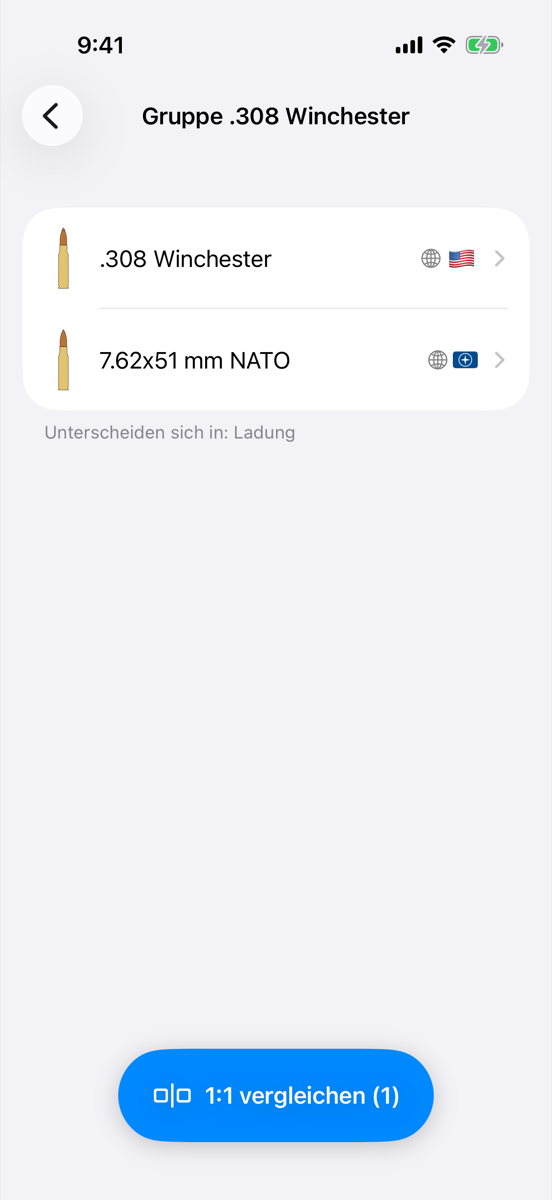 9:41
Gruppe .308 Winchester
.308 Winchester
7.62x51 mm NATO
Unterscheiden sich in: Ladung
1:1 vergleichen (1)